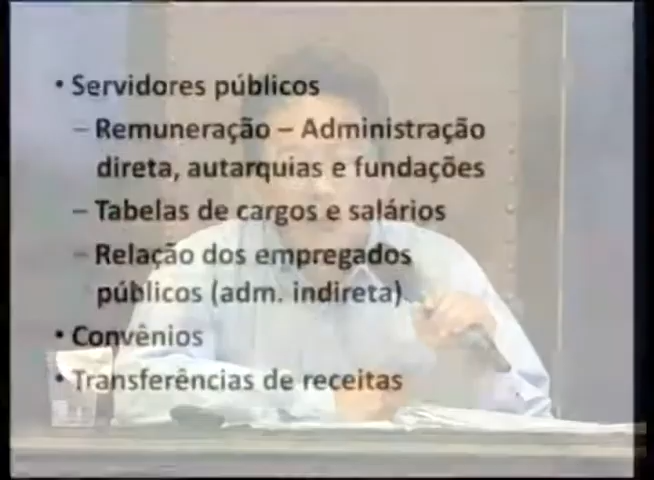 • Servidores públicos
– Remuneração – Administração
direta, autarquias e fundações
– Tabelas de cargos e salários
– Relação dos empregados
públicos (adm. indireta)
• Convênios
• Transferências de receitas